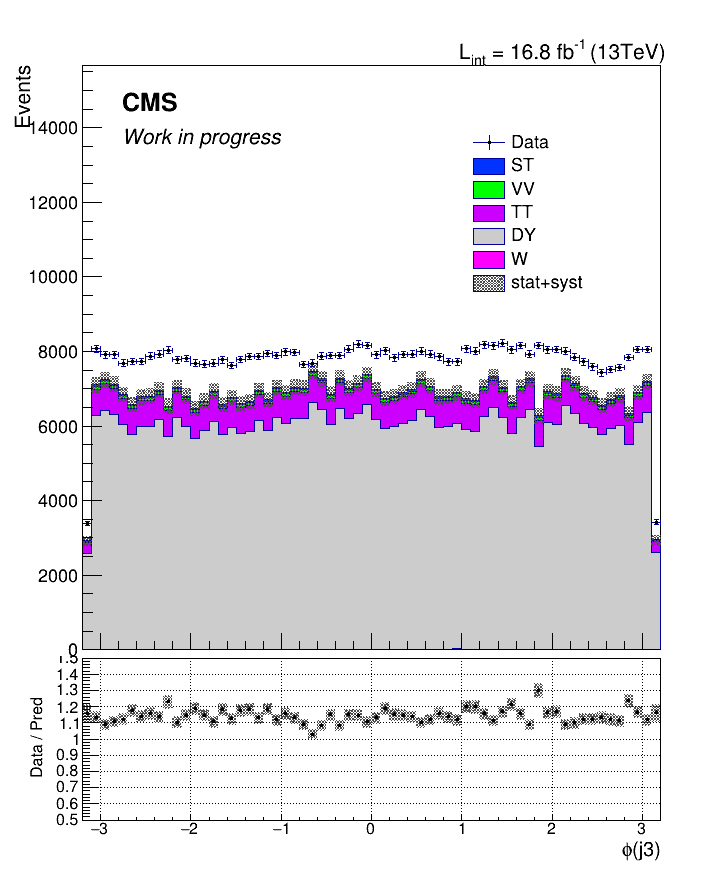 L_int = 16.8 fb^-1 (13TeV)
Events
CMS
Work in progress
Data
ST
VV
TT
DY
W
stat+syst
14000
12000
10000
8000
6000
4000
2000
0
Data / Pred
1.5
1.4
1.3
1.2
1.1
1
0.9
0.8
0.7
0.6
0.5
−3 −2 −1 0 1 2 3
ϕ(j3)